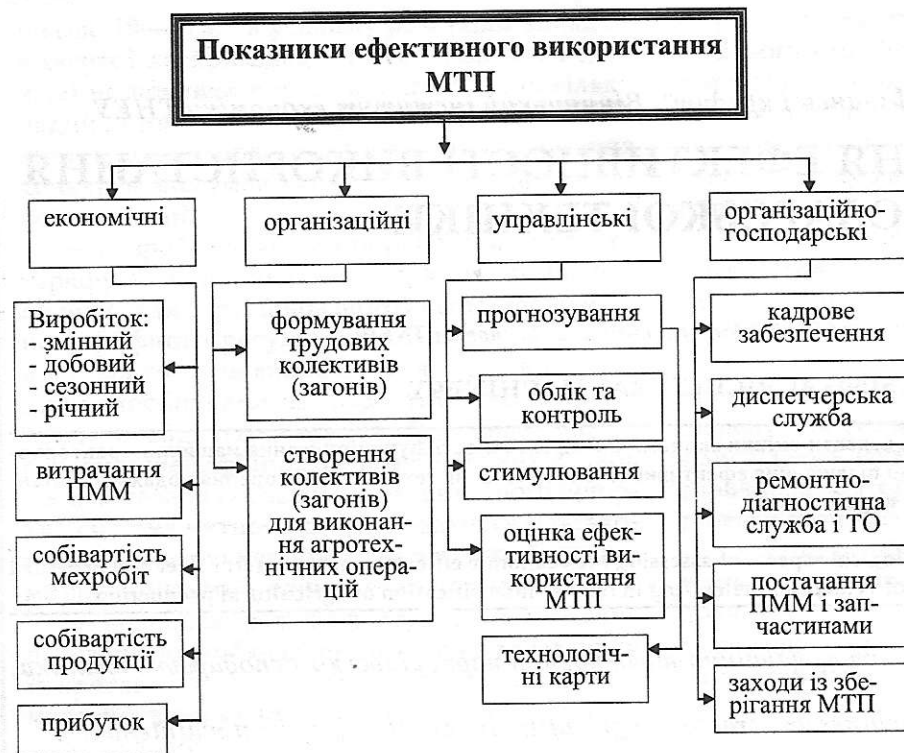 Показники ефективного використання
МТП
економічні
організаційні
управлінські
організаційно-
господарські
Виробіток:
- змінний
- добовий
- сезонний
- річний
витрачання
ПММ
собівартість
мехробіт
собівартість
продукції
прибуток
формування
трудових
колективів
(загонів)
створення
колективів
(загонів)
для виконан-
ня агротех-
нічних опера-
цій
прогнозування
облік та
контроль
стимулювання
оцінка ефек-
тивності ви-
користання
МТП
технологіч-
ні карти
кадрове
забезпечення
диспетчерська
служба
ремонтно-
діагностична
служба і ТО
постачання
ПММ і зап-
частинами
заходи із збе-
рігання МТП